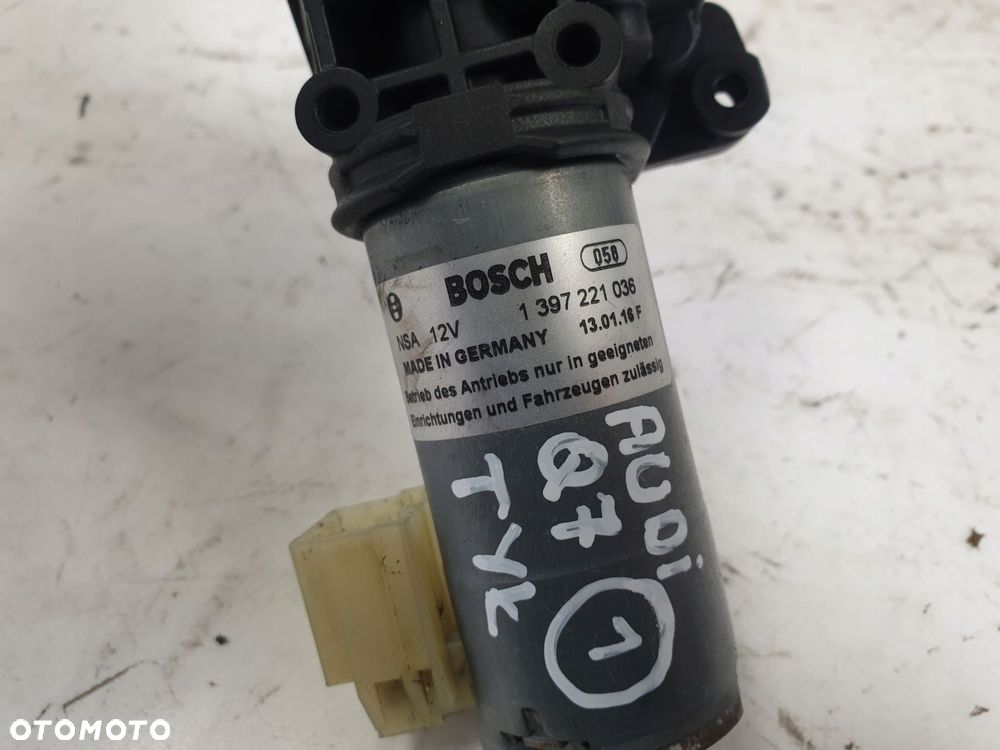 BOSCH 058
NSA 12V 1 397 221 036
MADE IN GERMANY 13.01.16 F
Betrieb des Antriebs nur in geeigneten
Einrichtungen und Fahrzeugen zulässig
AUDi
Q7
TYŁ
1
OTOMOTO